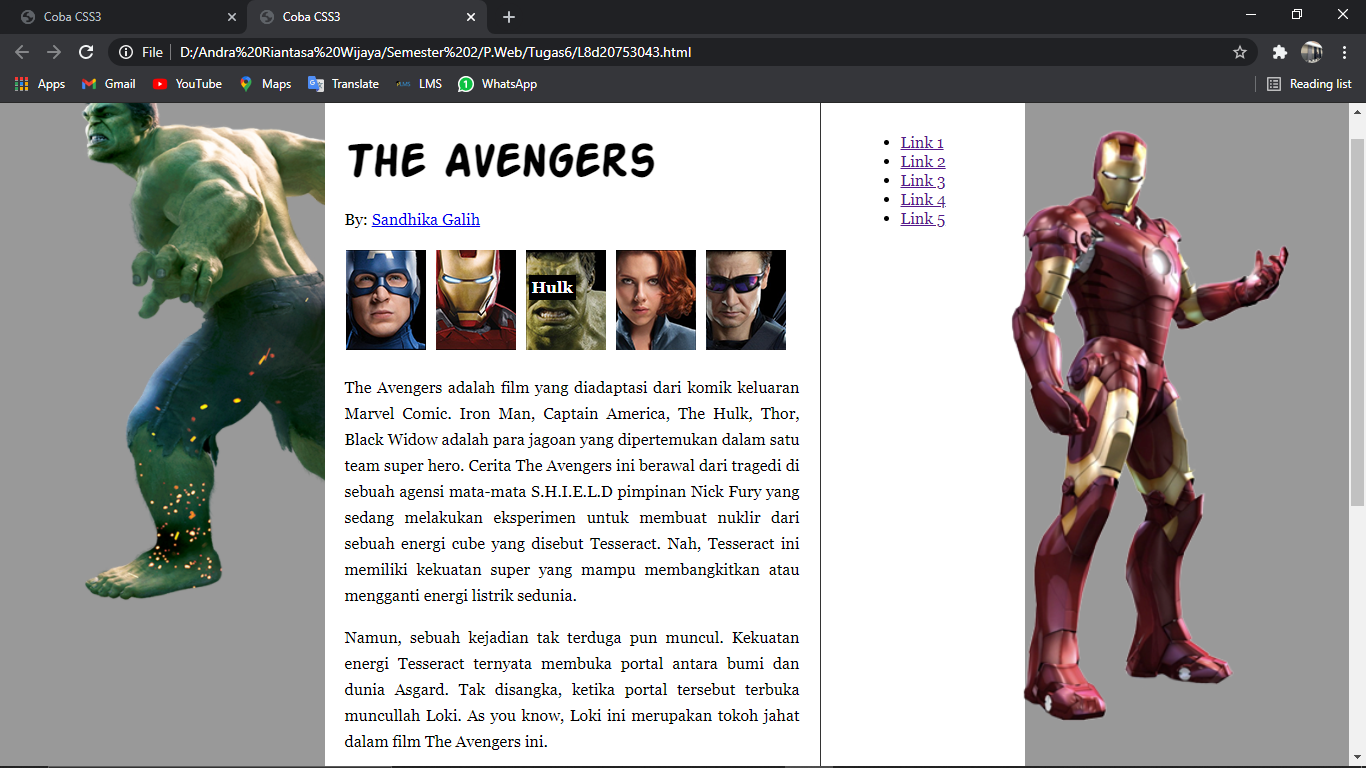 Coba CSS3
Coba CSS3
File D:/Andra%20Riantasa%20Wijaya/Semester%202/P.Web/Tugas6/L8d20753043.html
Apps Gmail YouTube Maps Translate LMS WhatsApp Reading list
THE AVENGERS
By: Sandhika Galih
Hulk
The Avengers adalah film yang diadaptasi dari komik keluaran
Marvel Comic. Iron Man, Captain America, The Hulk, Thor,
Black Widow adalah para jagoan yang dipertemukan dalam satu
team super hero. Cerita The Avengers ini berawal dari tragedi di
sebuah agensi mata-mata S.H.I.E.L.D pimpinan Nick Fury yang
sedang melakukan eksperimen untuk membuat nuklir dari
sebuah energi cube yang disebut Tesseract. Nah, Tesseract ini
memiliki kekuatan super yang mampu membangkitkan atau
mengganti energi listrik sedunia.
Namun, sebuah kejadian tak terduga pun muncul. Kekuatan
energi Tesseract ternyata membuka portal antara bumi dan
dunia Asgard. Tak disangka, ketika portal tersebut terbuka
muncullah Loki. As you know, Loki ini merupakan tokoh jahat
dalam film The Avengers ini.
Link 1
Link 2
Link 3
Link 4
Link 5